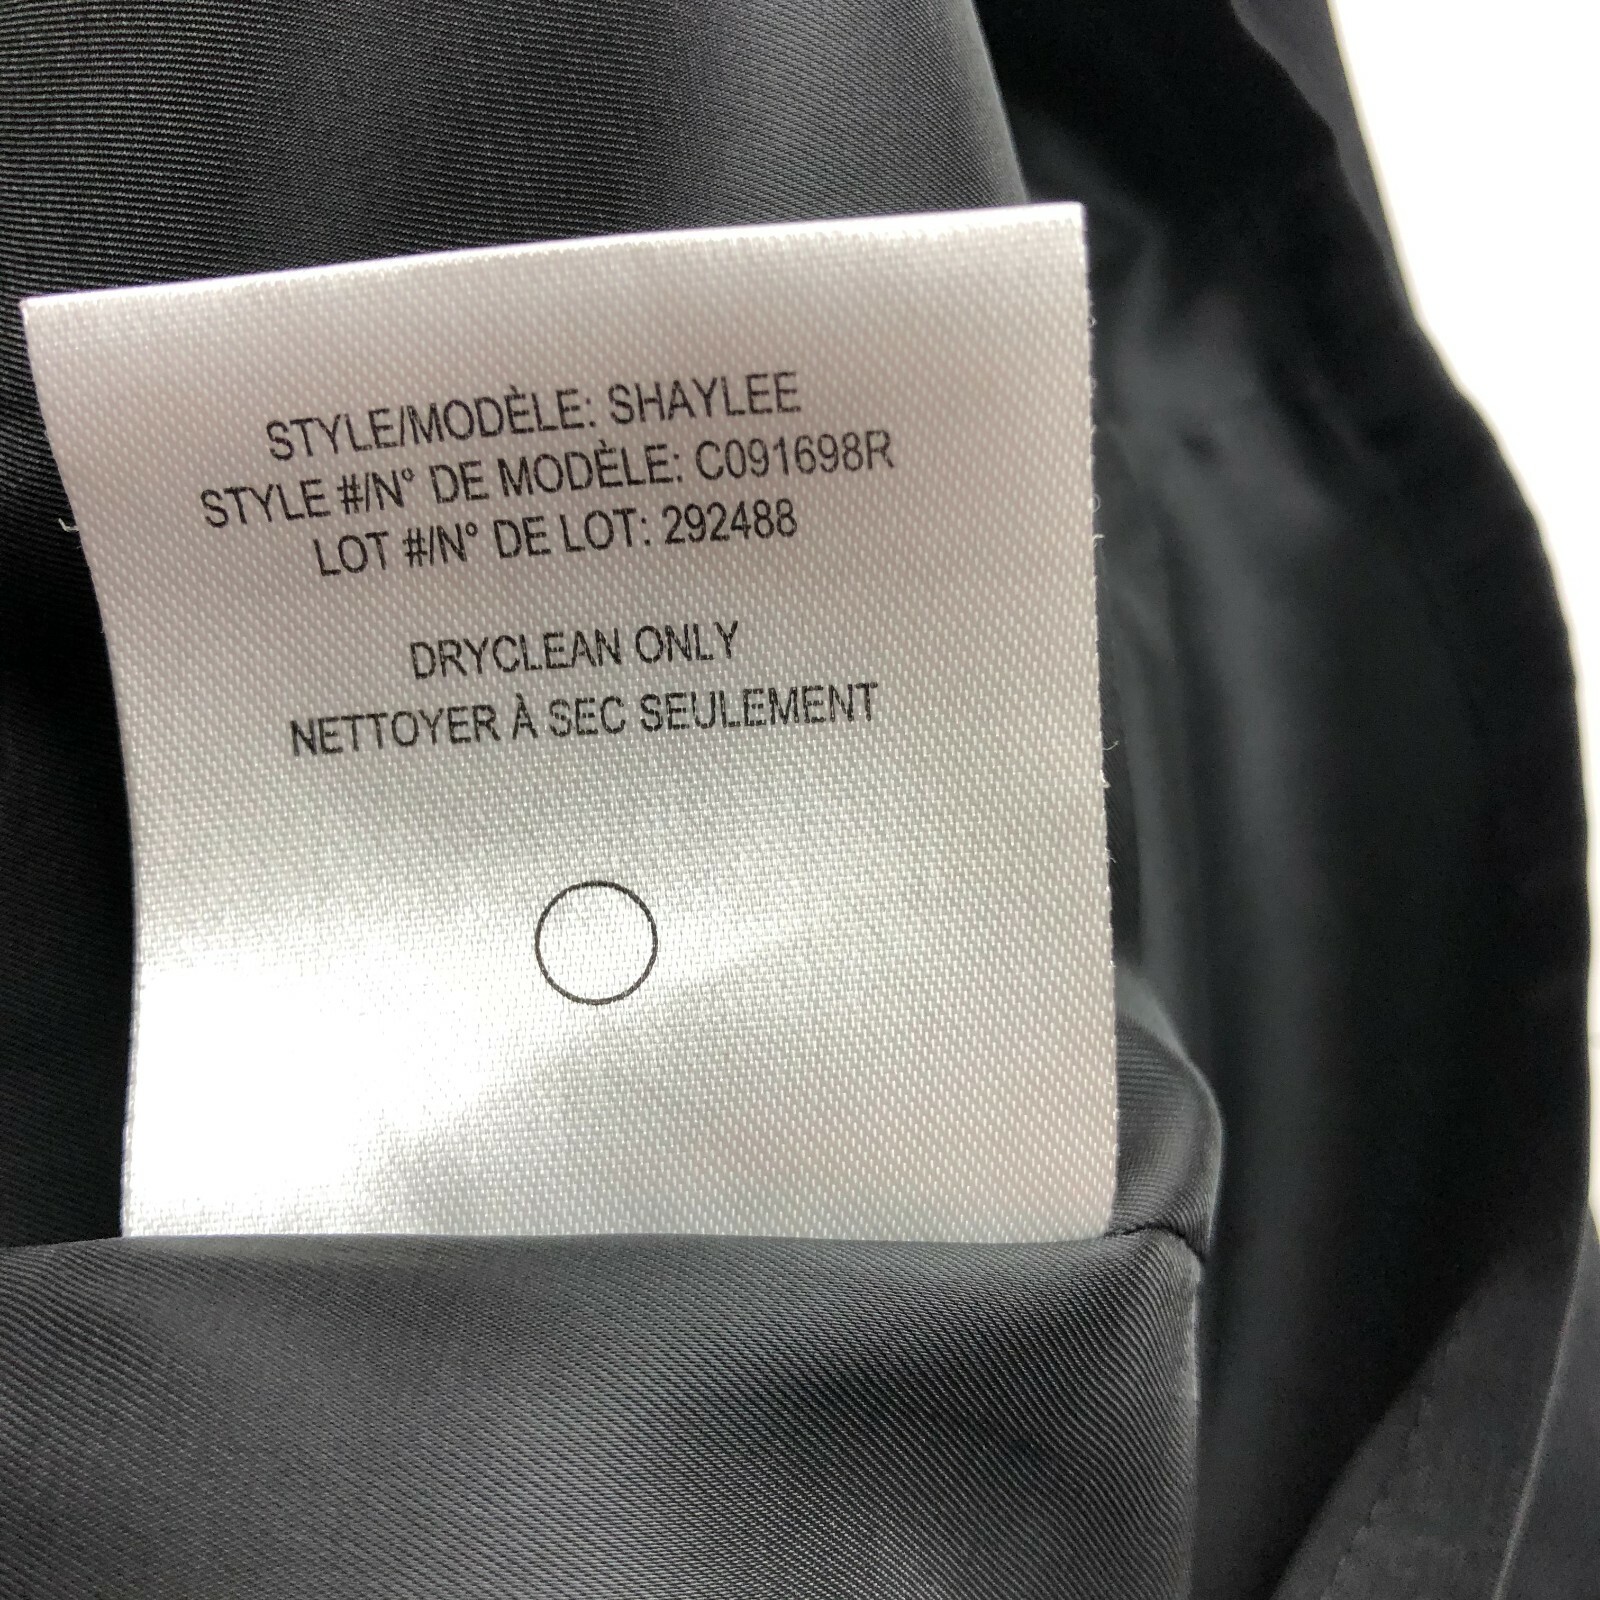 STYLE/MODÈLE: SHAYLEE
STYLE #/N° DE MODÈLE: C091698R
LOT #/N° DE LOT: 292488
DRYCLEAN ONLY
NETTOYER À SEC SEULEMENT